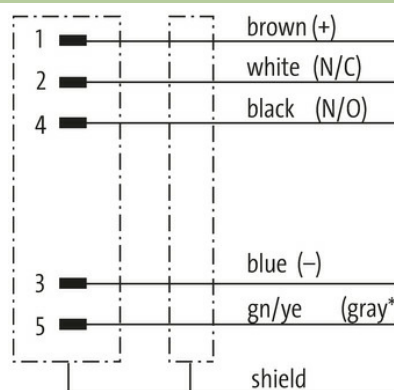 1 brown (+)
2 white (N/C)
4 black (N/O)
3 blue (–)
5 gn/ye (gray*
shield